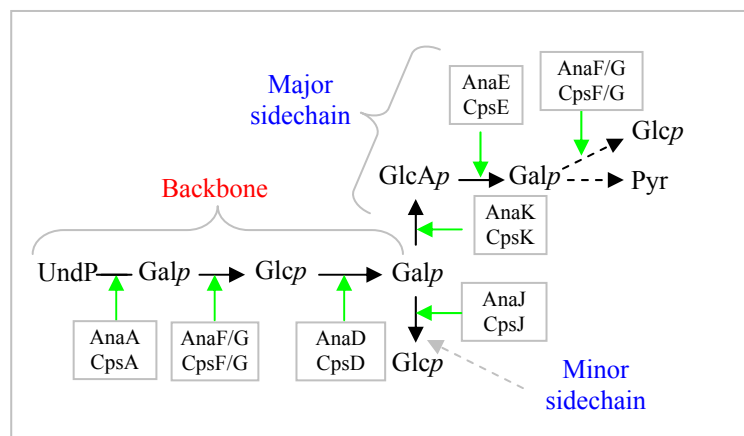 Major
sidechain
AnaE
CpsE
AnaF/G
CpsF/G
Glcp
GlcAp
Galp
Pyr
Backbone
AnaK
CpsK
UndP
Galp
Glcp
Galp
AnaA
CpsA
AnaF/G
CpsF/G
AnaD
CpsD
AnaJ
CpsJ
Glcp
Minor
sidechain